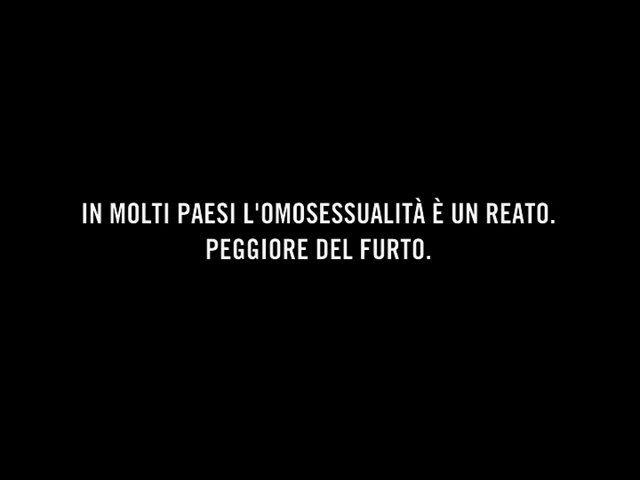 IN MOLTI PAESI L'OMOSESSUALITÀ È UN REATO.
PEGGIORE DEL FURTO.